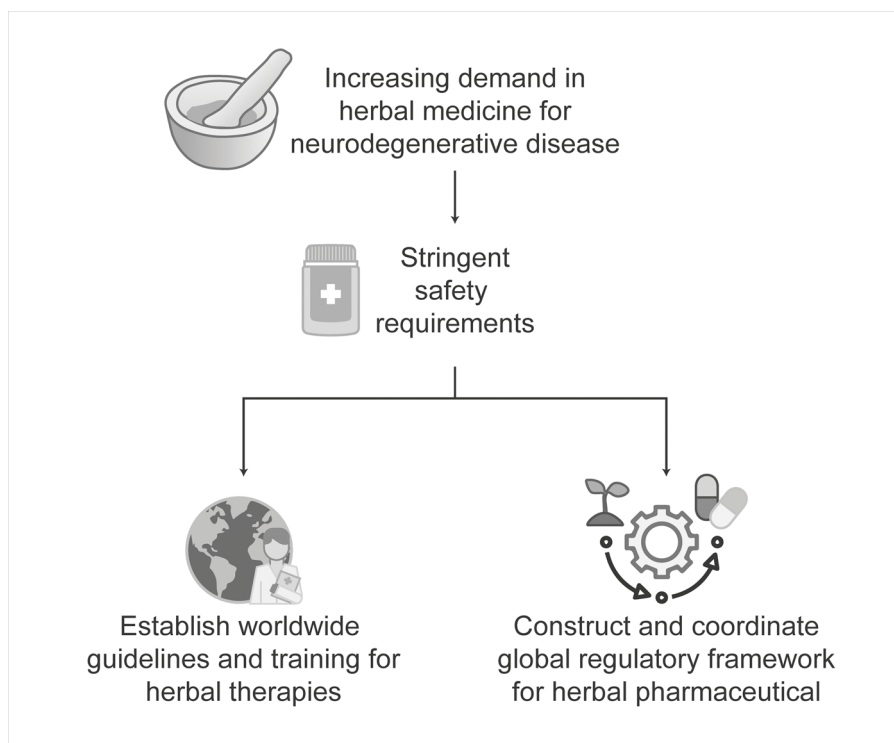 Increasing demand in
herbal medicine for
neurodegenerative disease
Stringent
safety
requirements
Establish worldwide
guidelines and training for
herbal therapies
Construct and coordinate
global regulatory framework
for herbal pharmaceutical